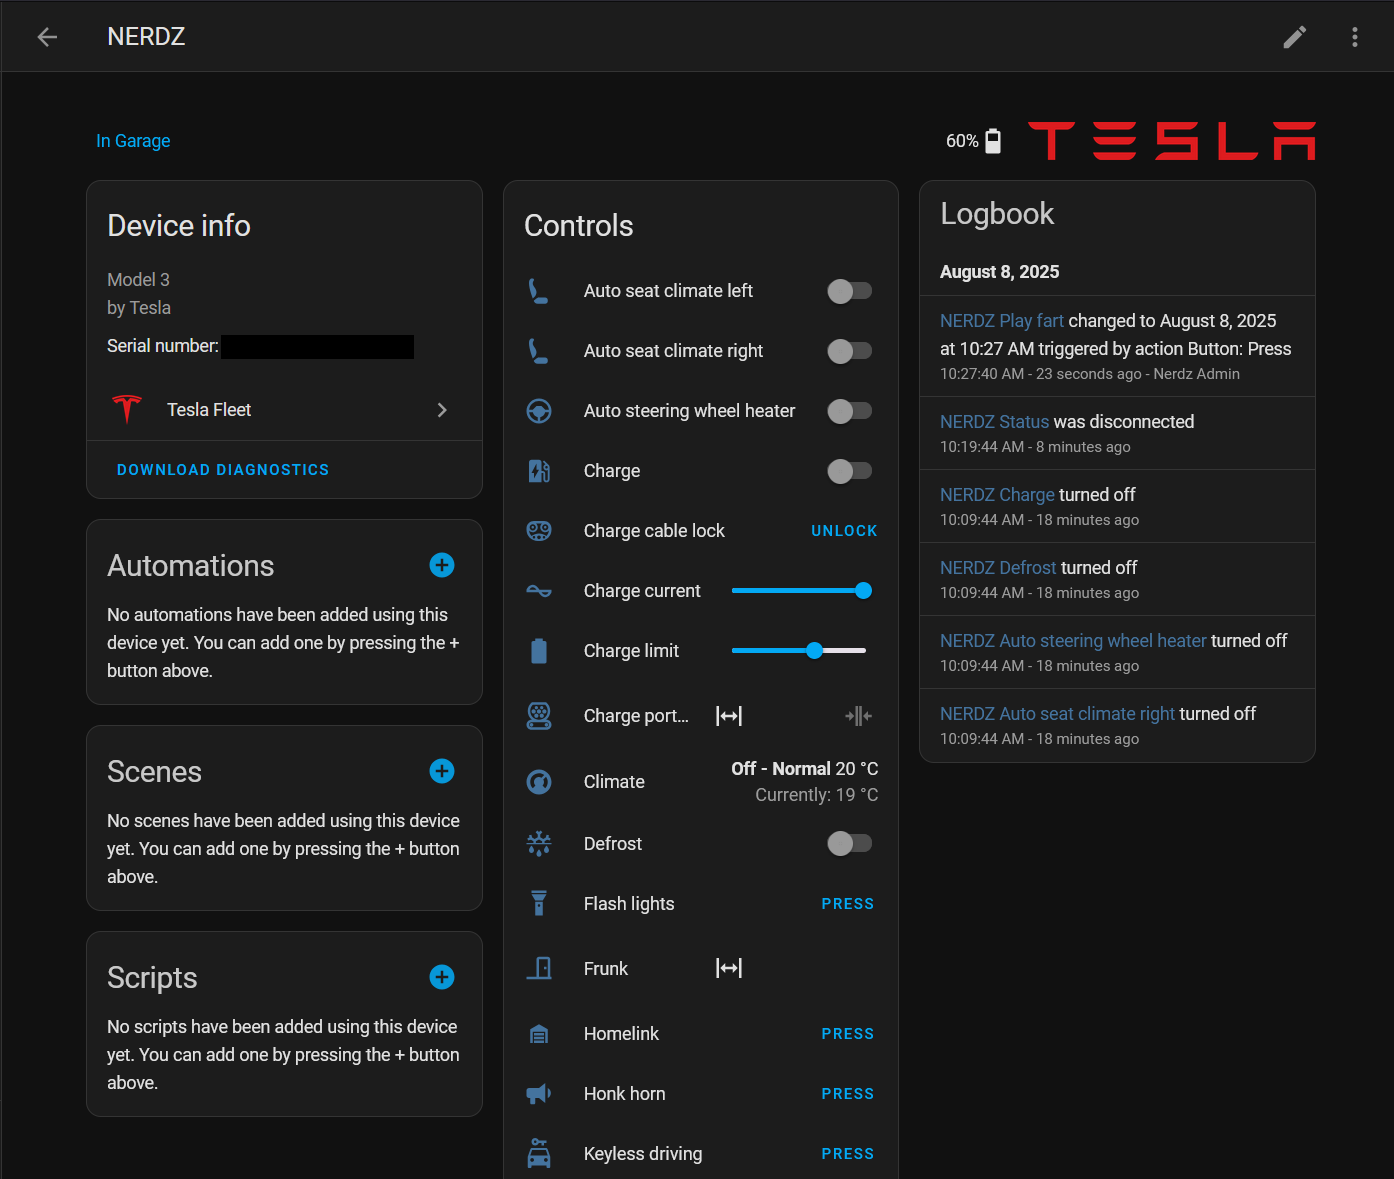 NERDZ
In Garage
60%
TESLA
Device info
Model 3
by Tesla
Serial number:
Tesla Fleet
DOWNLOAD DIAGNOSTICS
Automations
No automations have been added using this
device yet. You can add one by pressing the +
button above.
Scenes
No scenes have been added using this device
yet. You can add one by pressing the + button
above.
Scripts
No scripts have been added using this device
yet. You can add one by pressing the + button
above.
Controls
Auto seat climate left
Auto seat climate right
Auto steering wheel heater
Charge
Charge cable lock UNLOCK
Charge current
Charge limit
Charge port...
Climate Off - Normal 20 °C
Currently: 19 °C
Defrost
Flash lights PRESS
Frunk
Homelink PRESS
Honk horn PRESS
Keyless driving PRESS
Logbook
August 8, 2025
NERDZ Play fart changed to August 8, 2025
at 10:27 AM triggered by action Button: Press
10:27:40 AM - 23 seconds ago - Nerdz Admin
NERDZ Status was disconnected
10:19:44 AM - 8 minutes ago
NERDZ Charge turned off
10:09:44 AM - 18 minutes ago
NERDZ Defrost turned off
10:09:44 AM - 18 minutes ago
NERDZ Auto steering wheel heater turned off
10:09:44 AM - 18 minutes ago
NERDZ Auto seat climate right turned off
10:09:44 AM - 18 minutes ago